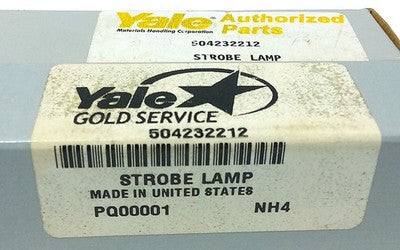 Yale
Materials Handling Corporation
Authorized
Parts
504232212
STROBE LAMP
Yale
GOLD SERVICE
504232212
STROBE LAMP
MADE IN UNITED STATES
PQ00001 NH4